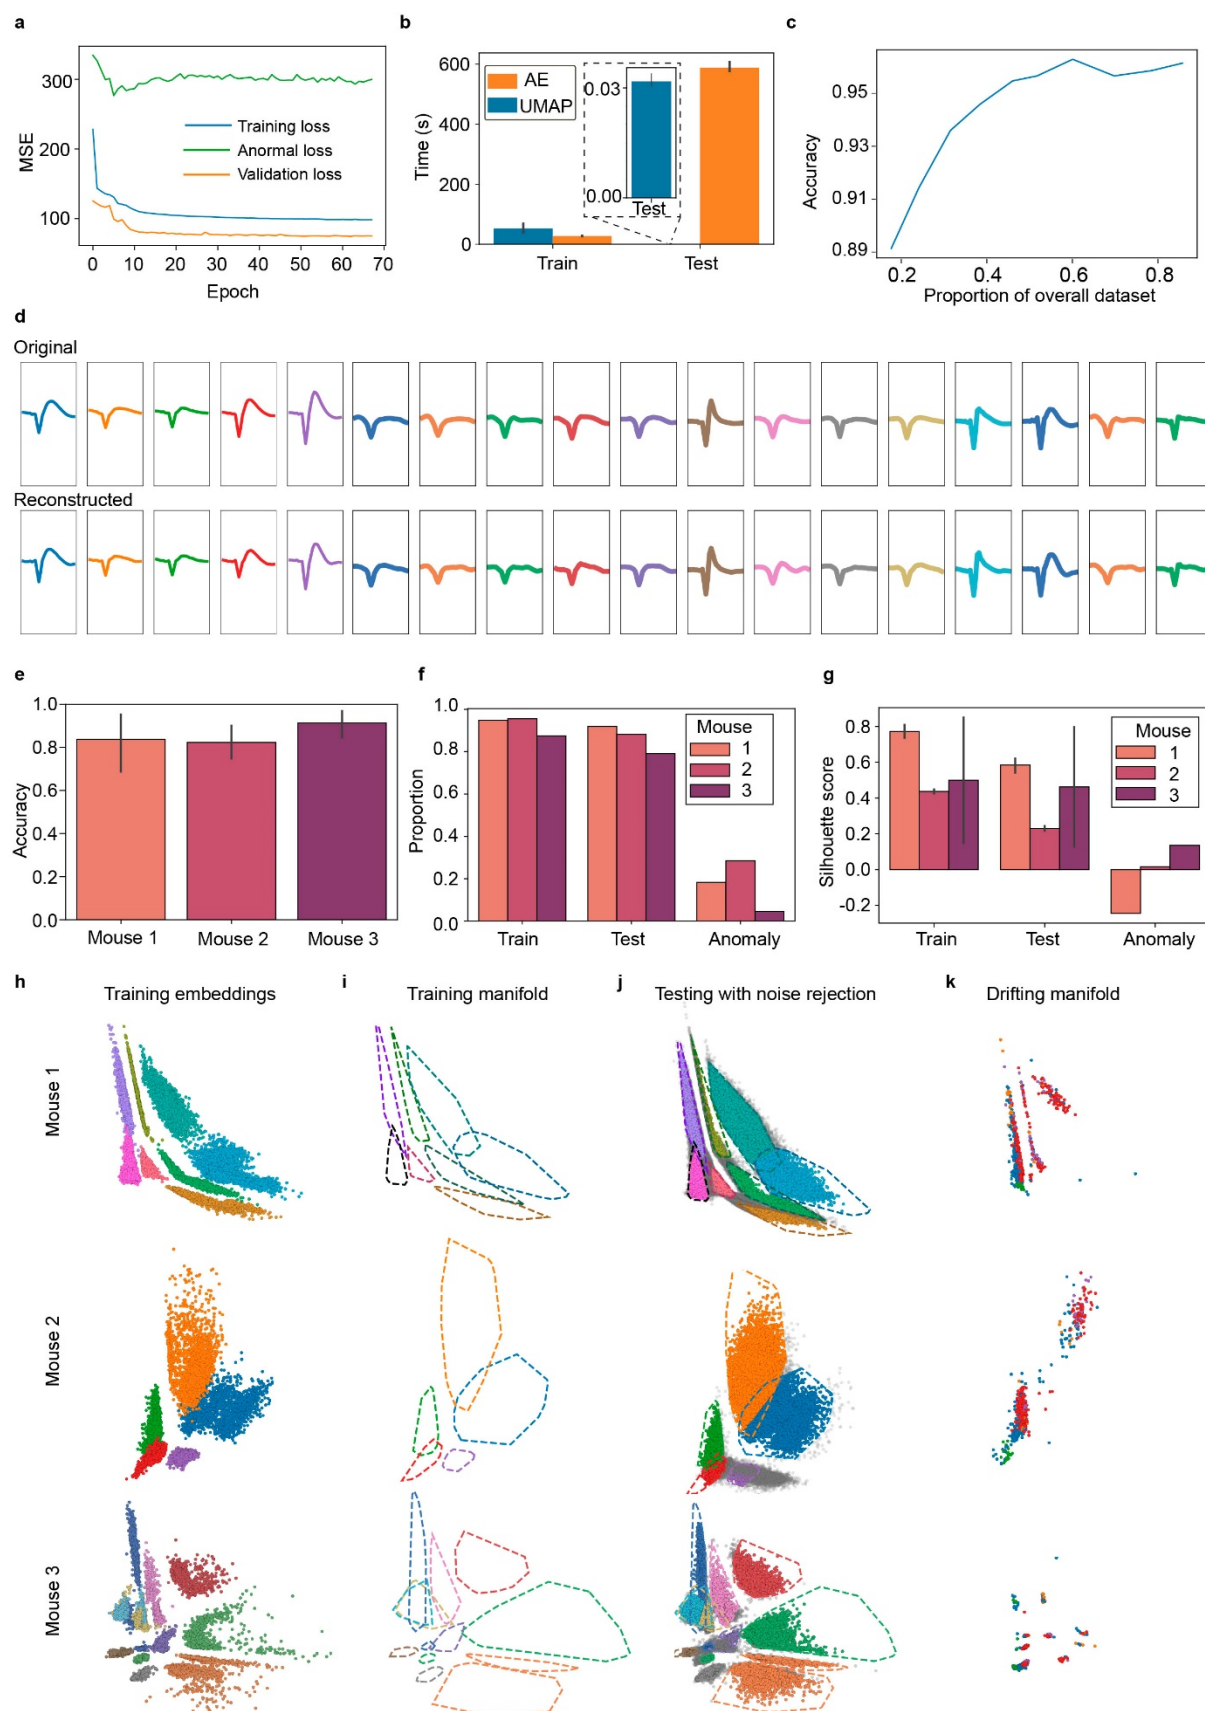 a
MSE
300
200
100
Training loss
Anormal loss
Validation loss
0 10 20 30 40 50 60 70
Epoch
b
Time (s)
600
400
200
0
AE
UMAP
0.03
0.00
Test
Train Test
c
Accuracy
0.95
0.93
0.91
0.89
0.2 0.4 0.6 0.8
Proportion of overall dataset
d
Original
Reconstructed
e
Accuracy
1.0
0.8
0.6
0.4
0.2
0.0
Mouse 1 Mouse 2 Mouse 3
f
Proportion
1.0
0.8
0.6
0.4
0.2
0.0
Mouse
1
2
3
Train Test Anomaly
g
Silhouette score
0.8
0.6
0.4
0.2
0.0
-0.2
Mouse
1
2
3
Train Test Anomaly
h Training embeddings
i Training manifold
j Testing with noise rejection
k Drifting manifold
Mouse 1
Mouse 2
Mouse 3